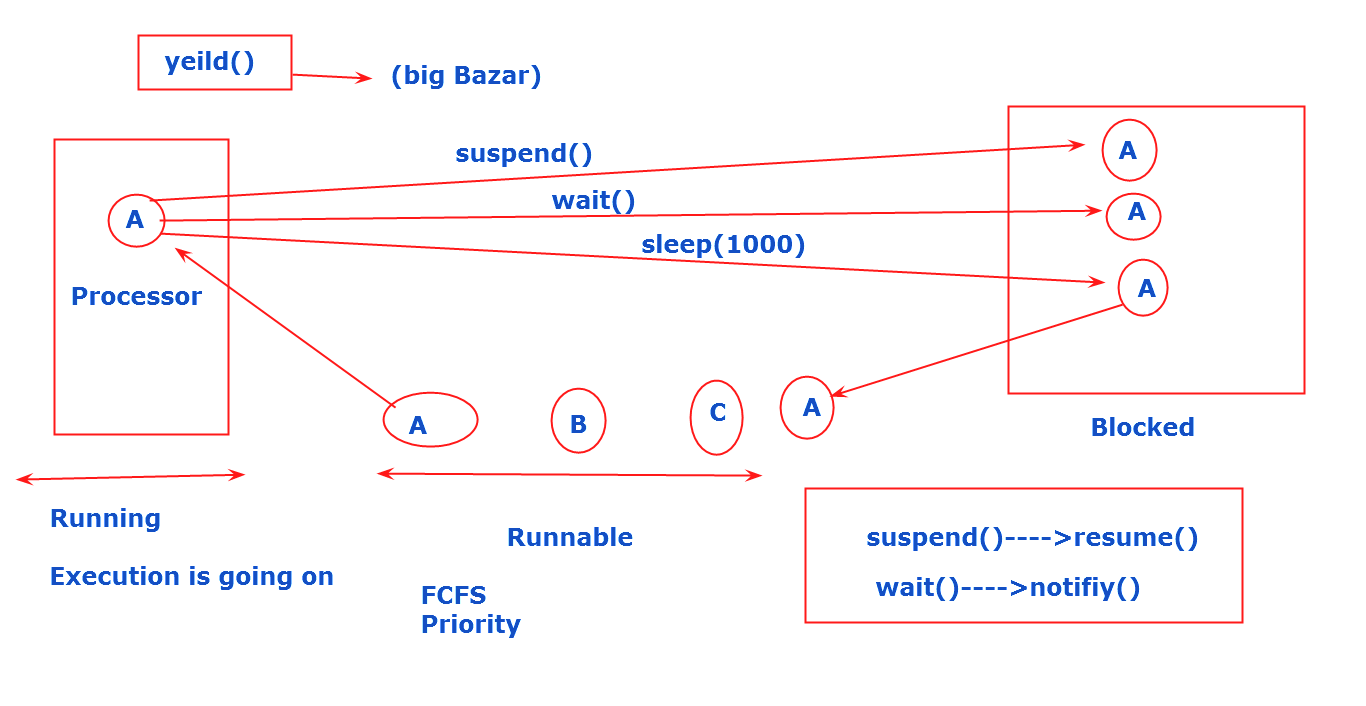 yeild()
(big Bazar)
suspend()
A
wait()
A
A
sleep(1000)
A
Processor
A
B
C
A
Blocked
Running
Runnable
suspend()---->resume()
Execution is going on
wait()---->notifiy()
FCFS
Priority